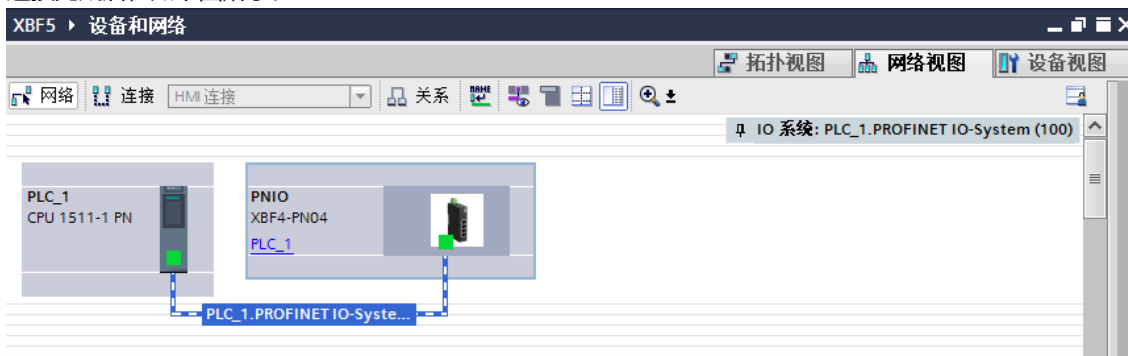 XBF5 ▸ 设备和网络
拓扑视图 网络视图 设备视图
网络 连接 HMI 连接 关系
IO 系统: PLC_1.PROFINET IO-System (100)
PLC_1
CPU 1511-1 PN
PNIO
XBF4-PN04
PLC_1
PLC_1.PROFINET IO-Syste...